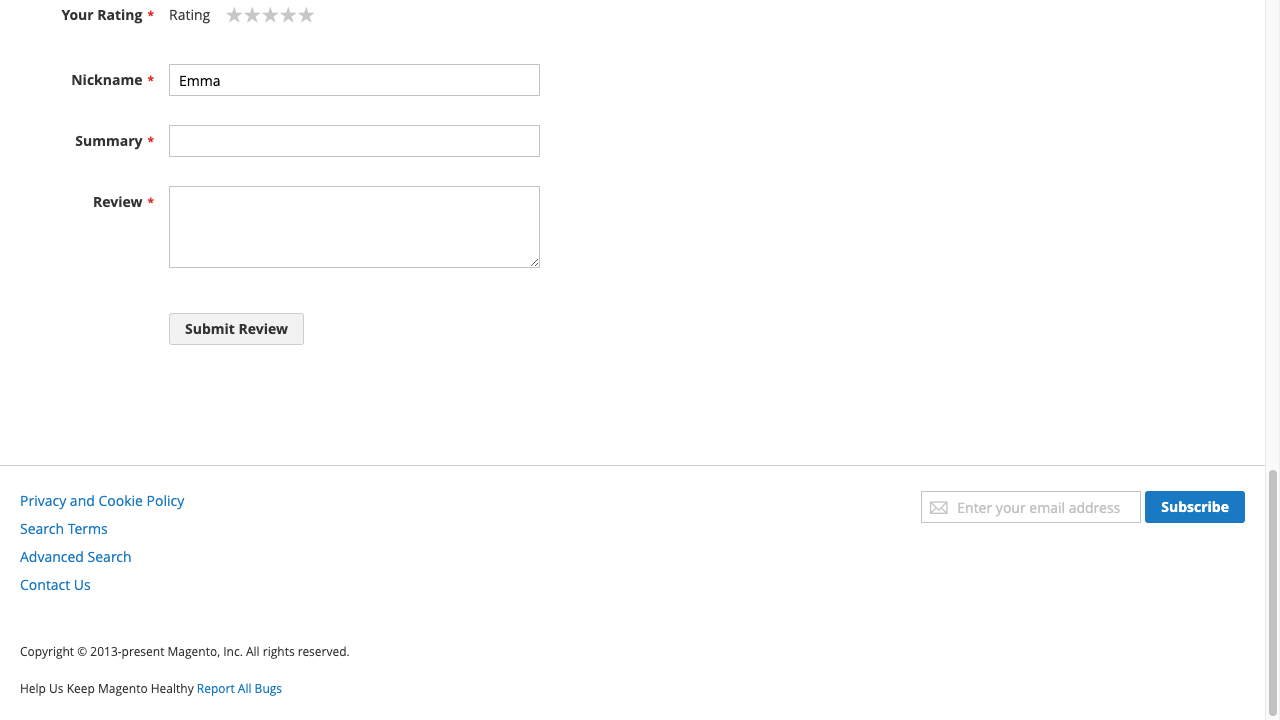 Your Rating * Rating
Nickname * Emma
Summary *
Review *
Submit Review
Privacy and Cookie Policy
Enter your email address Subscribe
Search Terms
Advanced Search
Contact Us
Copyright © 2013-present Magento, Inc. All rights reserved.
Help Us Keep Magento Healthy Report All Bugs